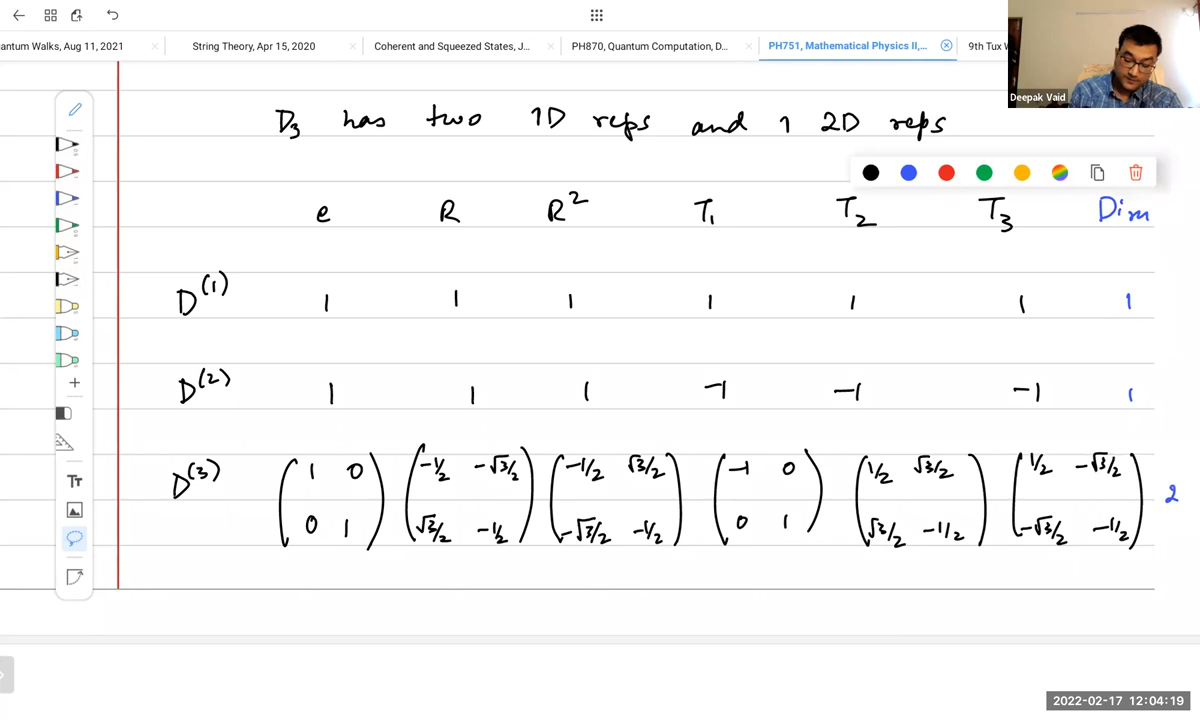 antum Walks, Aug 11, 2021 String Theory, Apr 15, 2020 Coherent and Squeezed States, J... PH870, Quantum Computation, D... PH751, Mathematical Physics II,... 9th Tux W
Deepak Vaid
D₃ has two 1D reps and 1 2D reps
e R R² T₁ T₂ T₃ Dim
D⁽¹⁾ 1 1 1 1 1 1 1
D⁽²⁾ 1 1 1 -1 -1 -1 1
D⁽³⁾ (1 0) (-1/2 -√3/2) (-1/2 √3/2) (-1 0) (1/2 √3/2) (1/2 -√3/2) 2
(0 1) (√3/2 -1/2) (-√3/2 -1/2) (0 1) (√3/2 -1/2) (-√3/2 -1/2)
Tт
2022-02-17 12:04:19